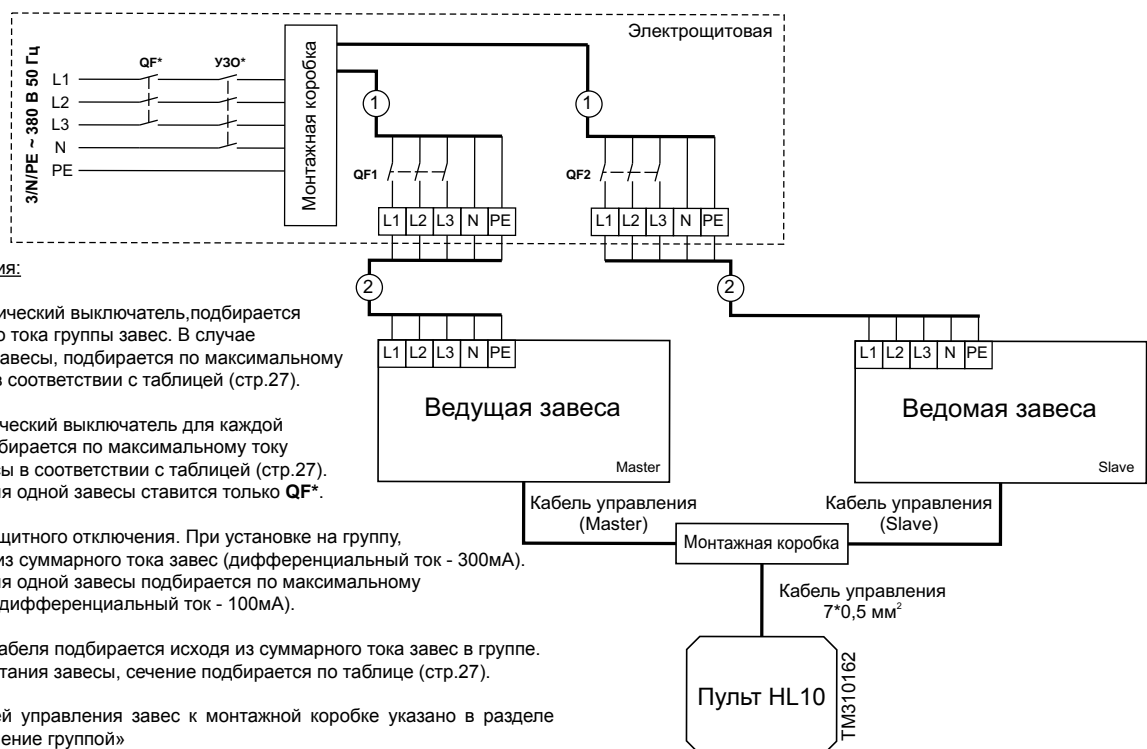 Электрощитовая
3/N/PE ~ 380 В 50 Гц
QF*
УЗО*
L1
L2
L3
N
PE
Монтажная коробка
1
1
QF1
QF2
L1 L2 L3 N PE
L1 L2 L3 N PE
2
2
L1 L2 L3 N PE
L1 L2 L3 N PE
Ведущая завеса
Master
Ведомая завеса
Slave
Кабель управления
(Master)
Кабель управления
(Slave)
Монтажная коробка
Кабель управления
7*0,5 мм²
Пульт HL10
TM310162
ия:
ический выключатель,подбирается
о тока группы завес. В случае
авесы, подбирается по максимальному
в соответствии с таблицей (стр.27).
ческий выключатель для каждой
бирается по максимальному току
сы в соответствии с таблицей (стр.27).
ия одной завесы ставится только QF*.
щитного отключения. При установке на группу,
из суммарного тока завес (дифференциальный ток - 300мА).
ия одной завесы подбирается по максимальному
дифференциальный ток - 100мА).
абеля подбирается исходя из суммарного тока завес в группе.
тания завесы, сечение подбирается по таблице (стр.27).
ей управления завес к монтажной коробке указано в разделе
ение группой»